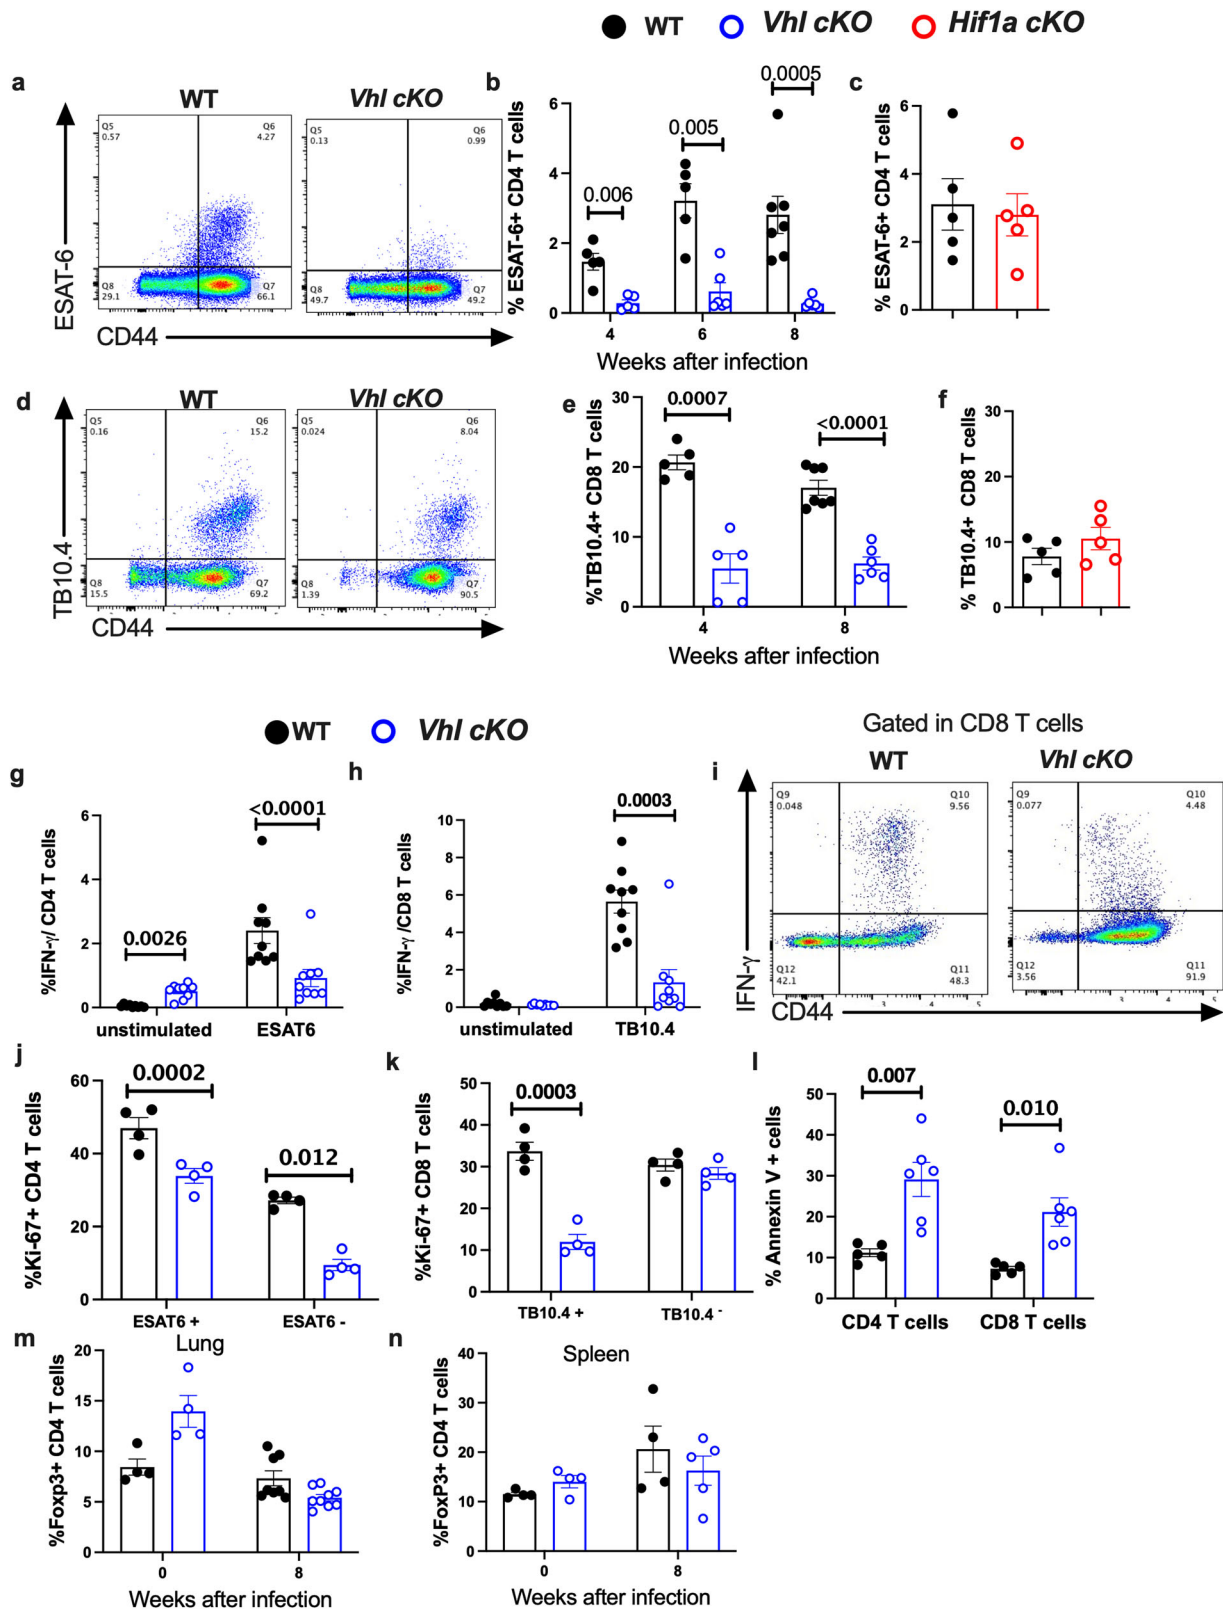 WT Vhl cKO Hif1a cKO
a
WT Vhl cKO
ESAT-6
Q5
0.57
Q6
4.27
Q8
29.1
Q7
66.1
Q5
0.13
Q6
0.99
Q8
49.7
Q7
49.2
CD44
b
% ESAT-6+ CD4 T cells
6
4
2
0
0.006
0.005
0.0005
4 6 8
Weeks after infection
c
% ESAT-6+ CD4 T cells
6
4
2
0
d
WT Vhl cKO
TB10.4
Q5
0.16
Q6
15.2
Q8
15.5
Q7
69.2
Q5
0.024
Q6
8.04
Q8
1.39
Q7
90.5
CD44
e
%TB10.4+ CD8 T cells
30
20
10
0
0.0007
<0.0001
4 8
Weeks after infection
f
% TB10.4+ CD8 T cells
30
20
10
0
WT Vhl cKO
g
%IFN-γ/ CD4 T cells
6
4
2
0
0.0026
<0.0001
unstimulated ESAT6
h
%IFN-γ /CD8 T cells
10
8
6
4
2
0
0.0003
unstimulated TB10.4
i
Gated in CD8 T cells
WT Vhl cKO
IFN-γ
Q9
0.048
Q10
9.56
Q12
42.1
Q11
48.3
3 4 5
Q9
0.077
Q10
4.48
Q12
3.56
Q11
91.9
3 4 5
CD44
j
%Ki-67+ CD4 T cells
60
40
20
0
0.0002
0.012
ESAT6 + ESAT6 -
k
%Ki-67+ CD8 T cells
50
40
30
20
10
0
0.0003
TB10.4 + TB10.4 -
l
% Annexin V + cells
50
40
30
20
10
0
0.007
0.010
CD4 T cells CD8 T cells
m
Lung
%Foxp3+ CD4 T cells
20
15
10
5
0
0 8
Weeks after infection
n
Spleen
%FoxP3+ CD4 T cells
40
30
20
10
0
0 8
Weeks after infection